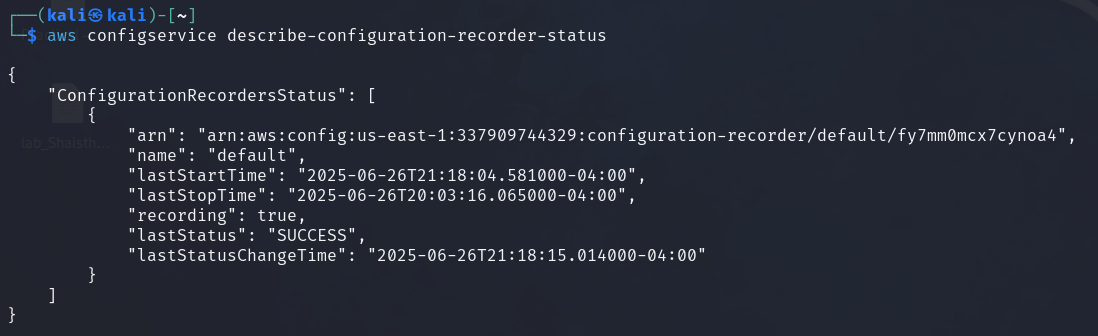 ┌──(kali㉿kali)-[~]
└─$ aws configservice describe-configuration-recorder-status
{
    "ConfigurationRecordersStatus": [
        {
            "arn": "arn:aws:config:us-east-1:337909744329:configuration-recorder/default/fy7mm0mcx7cynoa4",
            "name": "default",
            "lastStartTime": "2025-06-26T21:18:04.581000-04:00",
            "lastStopTime": "2025-06-26T20:03:16.065000-04:00",
            "recording": true,
            "lastStatus": "SUCCESS",
            "lastStatusChangeTime": "2025-06-26T21:18:15.014000-04:00"
        }
    ]
}
lab_Shaisth...